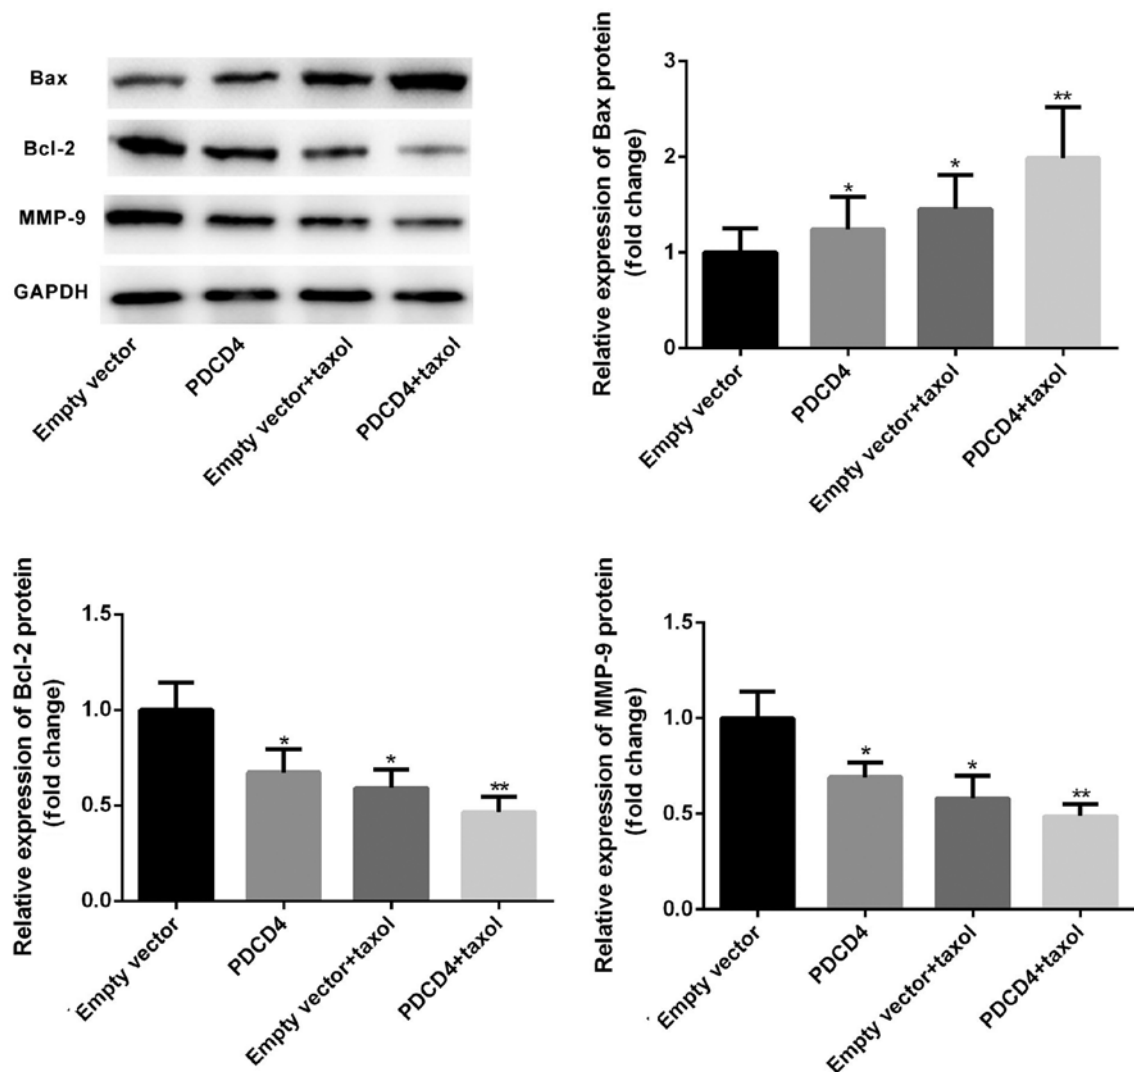 Bax
Bcl-2
MMP-9
GAPDH
Empty vector
PDCD4
Empty vector+taxol
PDCD4+taxol
Relative expression of Bax protein
(fold change)
3
2
1
0
*
*
**
Empty vector
PDCD4
Empty vector+taxol
PDCD4+taxol
Relative expression of Bcl-2 protein
(fold change)
1.5
1.0
0.5
0.0
*
*
**
Empty vector
PDCD4
Empty vector+taxol
PDCD4+taxol
Relative expression of MMP-9 protein
(fold change)
1.5
1.0
0.5
0.0
*
*
**
Empty vector
PDCD4
Empty vector+taxol
PDCD4+taxol